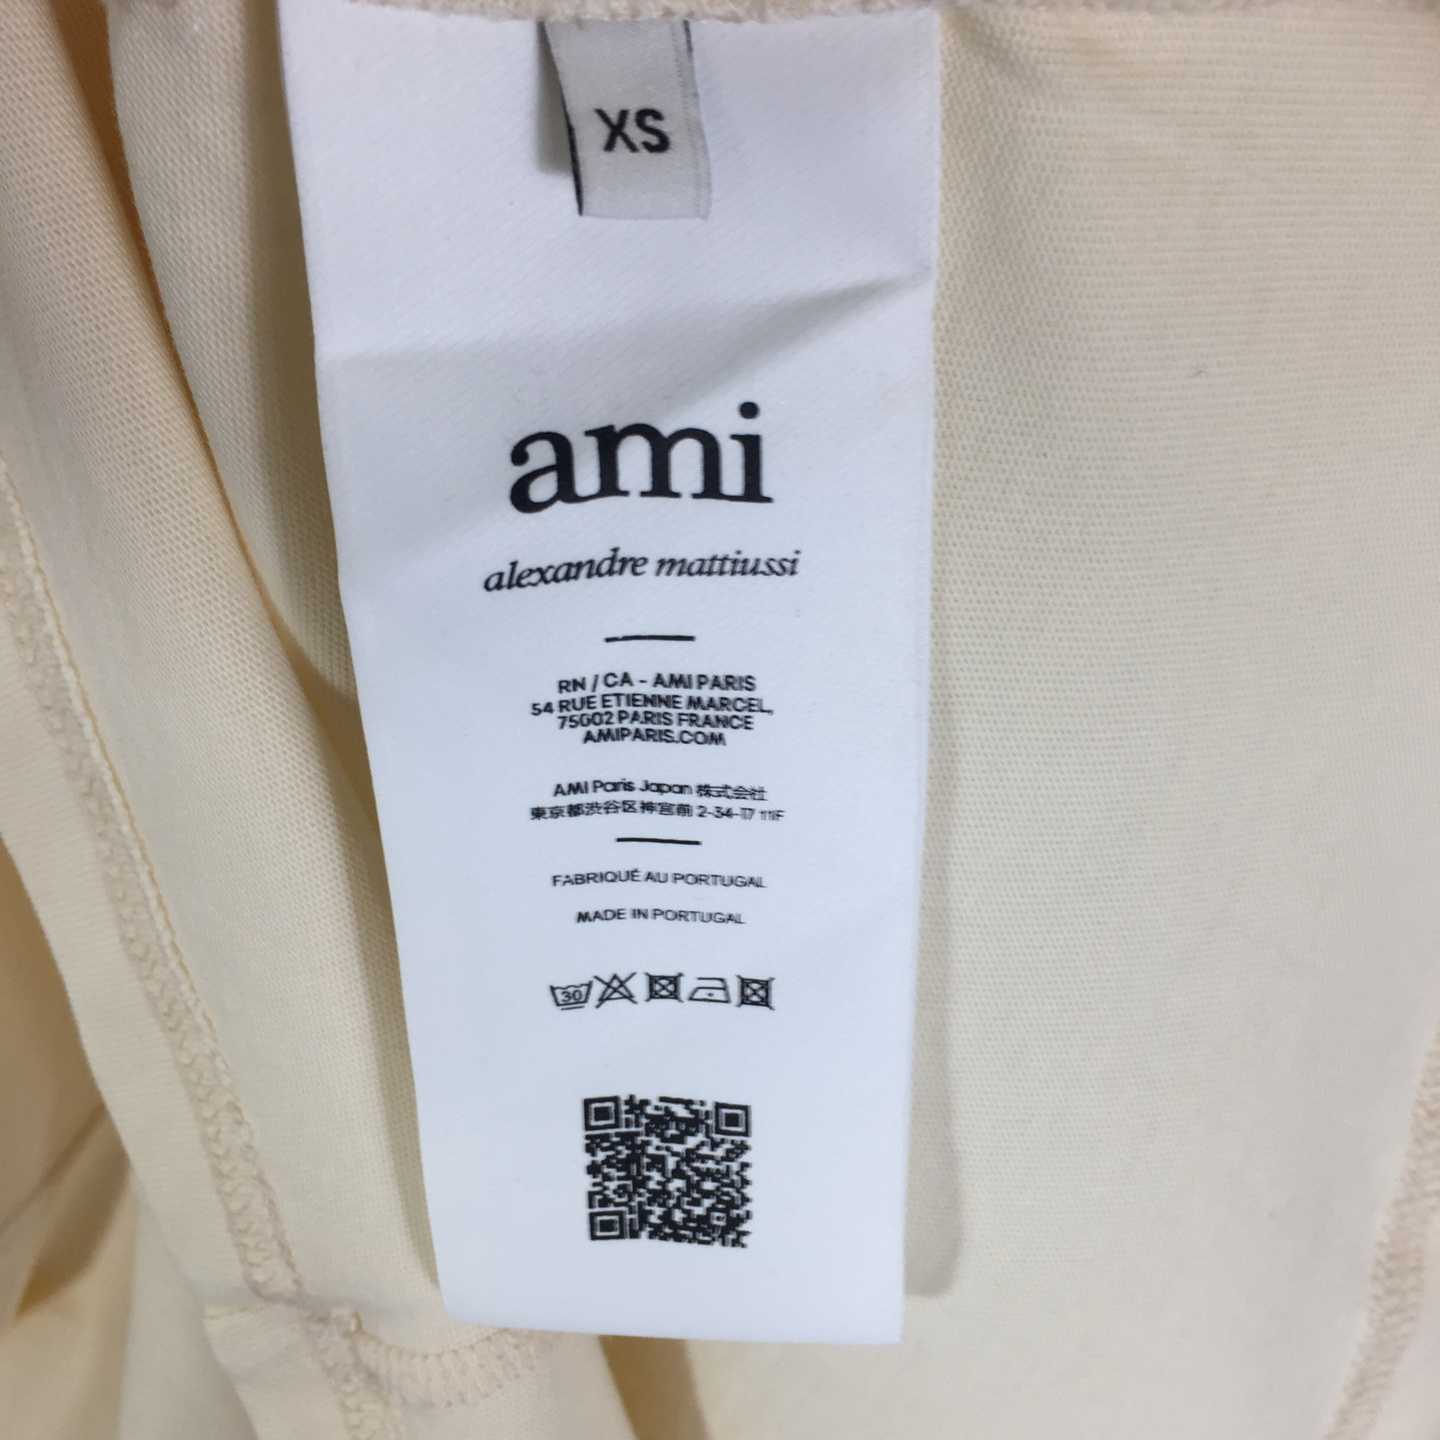 XS
ami
alexandre mattiussi
RN / CA - AMI PARIS
54 RUE ETIENNE MARCEL,
75002 PARIS FRANCE
AMIPARIS.COM
AMI Paris Japan 株式会社
東京都渋谷区神宮前 2-34-17 11F
FABRIQUÉ AU PORTUGAL
MADE IN PORTUGAL
30